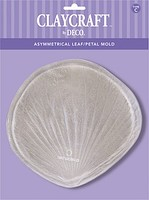 CLAYCRAFT
by DECO.
ASYMMETRICAL LEAF/PETAL MOLD